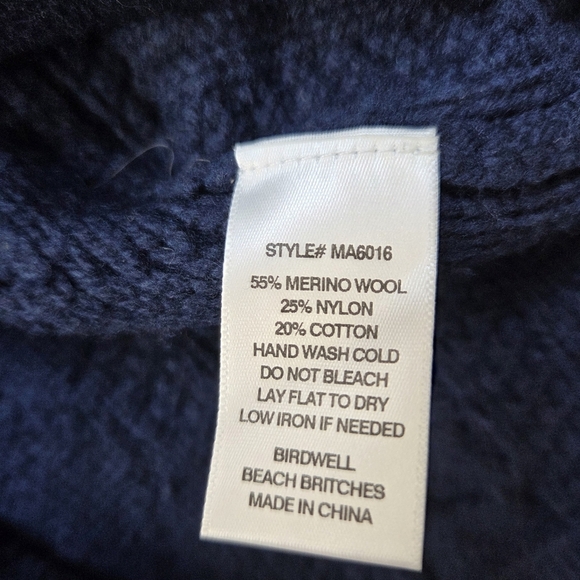 STYLE# MA6016
55% MERINO WOOL
25% NYLON
20% COTTON
HAND WASH COLD
DO NOT BLEACH
LAY FLAT TO DRY
LOW IRON IF NEEDED
BIRDWELL
BEACH BRITCHES
MADE IN CHINA